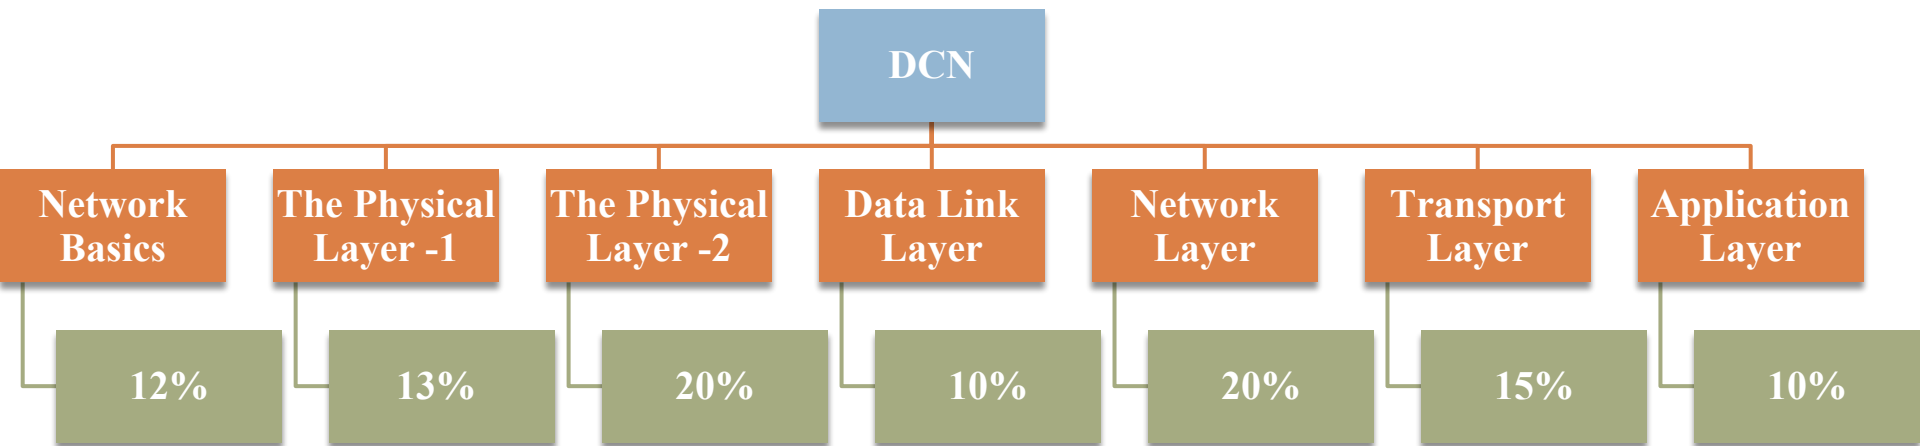 DCN
Network
Basics
The Physical
Layer -1
The Physical
Layer -2
Data Link
Layer
Network
Layer
Transport
Layer
Application
Layer
12%
13%
20%
10%
20%
15%
10%